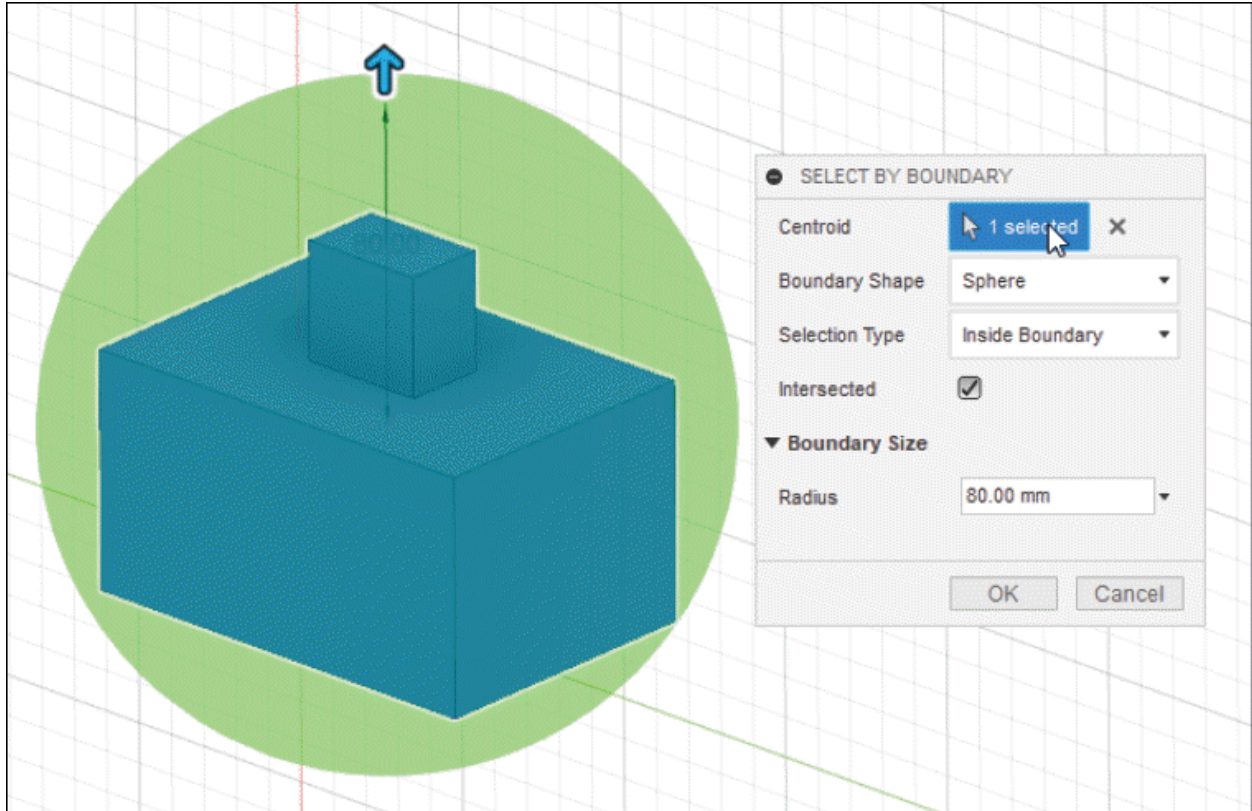 SELECT BY BOUNDARY
Centroid 1 selected
Boundary Shape Sphere
Selection Type Inside Boundary
Intersected
Boundary Size
Radius 80.00 mm
OK Cancel